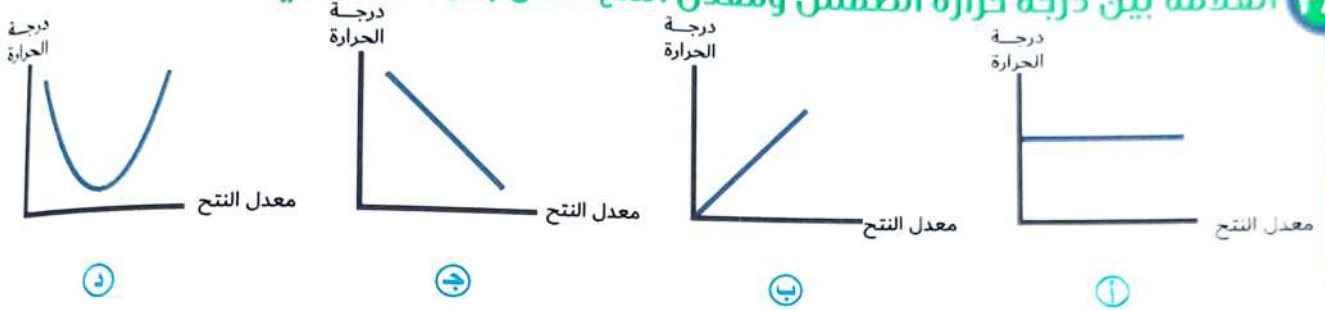 العلاقة بين درجة حرارة الطقس ومعدل النتح
درجة
الحرارة
معدل النتح
أ
درجة
الحرارة
معدل النتح
ب
درجة
الحرارة
معدل النتح
ج
درجة
الحرارة
معدل النتح
د